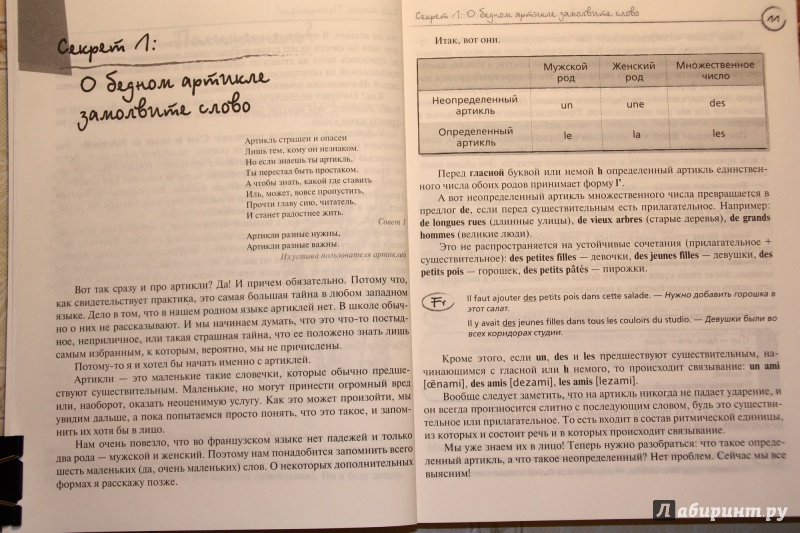 Секрет 1:
О бедном артикле
замолвите слово
Артикль страшен и опасен
Лишь тем, кому он незнаком.
Но если знаешь ты артикль,
Ты перестал быть простаком.
А чтобы знать, какой где ставить
Иль, может, вовсе пропустить,
Прочти главу сию, читатель,
И станет радостнее жить.
Совет 1
Артикли разные нужны,
Артикли разные важны.
Из устава пользователя артиклей
Вот так сразу и про артикли? Да! И причем обязательно. Потому что,
как свидетельствует практика, это самая большая тайна в любом западном
языке. Дело в том, что в нашем родном языке артиклей нет. В школе обыч-
но о них не рассказывают. И мы начинаем думать, что это что-то постыд-
ное, неприличное, или такая страшная тайна, что ее положено знать лишь
самым избранным, к которым, вероятно, мы не причислены.
Потому-то я и хотел бы начать именно с артиклей.
Артикли — это маленькие такие словечки, которые обычно предше-
ствуют существительным. Маленькие, но могут принести огромный вред
или, наоборот, оказать неоценимую услугу. Как это может произойти, мы
увидим дальше, а пока попытаемся просто понять, что это такое, и запом-
нить их хотя бы в лицо.
Нам очень повезло, что во французском языке нет падежей и только
два рода — мужской и женский. Поэтому нам понадобится запомнить всего
шесть маленьких (да, очень маленьких) слов. О некоторых дополнительных
формах я расскажу позже.
Секрет 1. О бедном артикле замолвите слово
11
Итак, вот они.
Мужской род Женский род Множественное число
Неопределенный артикль un une des
Определенный артикль le la les
Перед гласной буквой или немой h определенный артикль единствен-
ного числа обоих родов принимает форму l'.
А вот неопределенный артикль множественного числа превращается в
предлог de, если перед существительным есть прилагательное. Например:
de longues rues (длинные улицы), de vieux arbres (старые деревья), de grands
hommes (великие люди).
Это не распространяется на устойчивые сочетания (прилагательное +
существительное): des petites filles — девочки, des jeunes filles — девушки, des
petits pois — горошек, des petits pâtés — пирожки.
Fr
Il faut ajouter des petits pois dans cette salade. — Нужно добавить горошка в
этот салат.
Il y avait des jeunes filles dans tous les couloirs du studio. — Девушки были во
всех коридорах студии.
Кроме этого, если un, des и les предшествуют существительным, на-
чинающимся с гласной или h немого, то происходит связывание: un ami
[œ̃nami], des amis [dezami], les amis [lezami].
Вообще следует заметить, что на артикль никогда не падает ударение, и
он всегда произносится слитно с последующим словом, будь это существи-
тельное или прилагательное. То есть входит в состав ритмической единицы,
из которых и состоит речь и в которых происходит связывание.
Мы уже знаем их в лицо! Теперь нужно разобраться: что такое опреде-
ленный артикль, а что такое неопределенный? Нет проблем. Сейчас мы все
выясним!
Лабиринт.ру